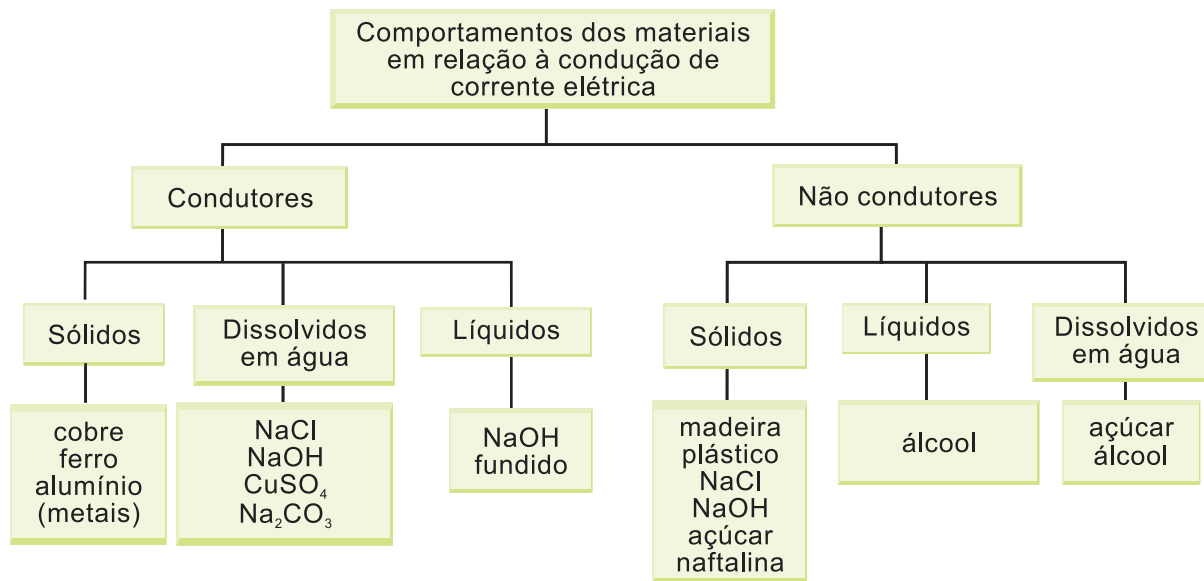 Comportamentos dos materiais
em relação à condução de
corrente elétrica
Condutores
Não condutores
Sólidos
Dissolvidos
em água
Líquidos
Sólidos
Líquidos
Dissolvidos
em água
cobre
ferro
alumínio
(metais)
NaCl
NaOH
CuSO₄
Na₂CO₃
NaOH
fundido
madeira
plástico
NaCl
NaOH
açúcar
naftalina
álcool
açúcar
álcool